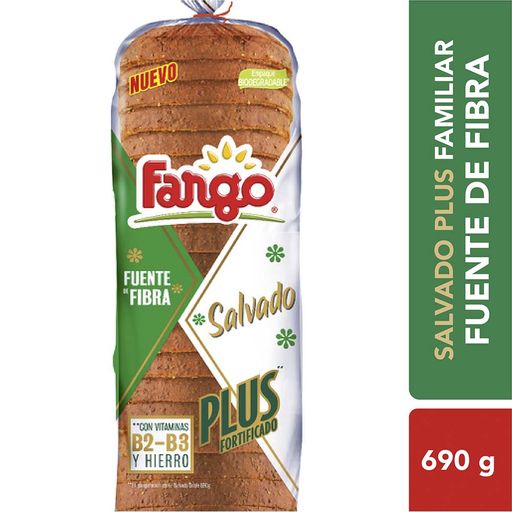 NUEVO
Empaque
BIODEGRADABLE*
Fargo®
FUENTE
DE FIBRA
Salvado
PLUS**
FORTIFICADO
**CON VITAMINAS
B2-B3
Y HIERRO
SALVADO PLUS FAMILIAR
FUENTE DE FIBRA
690 g